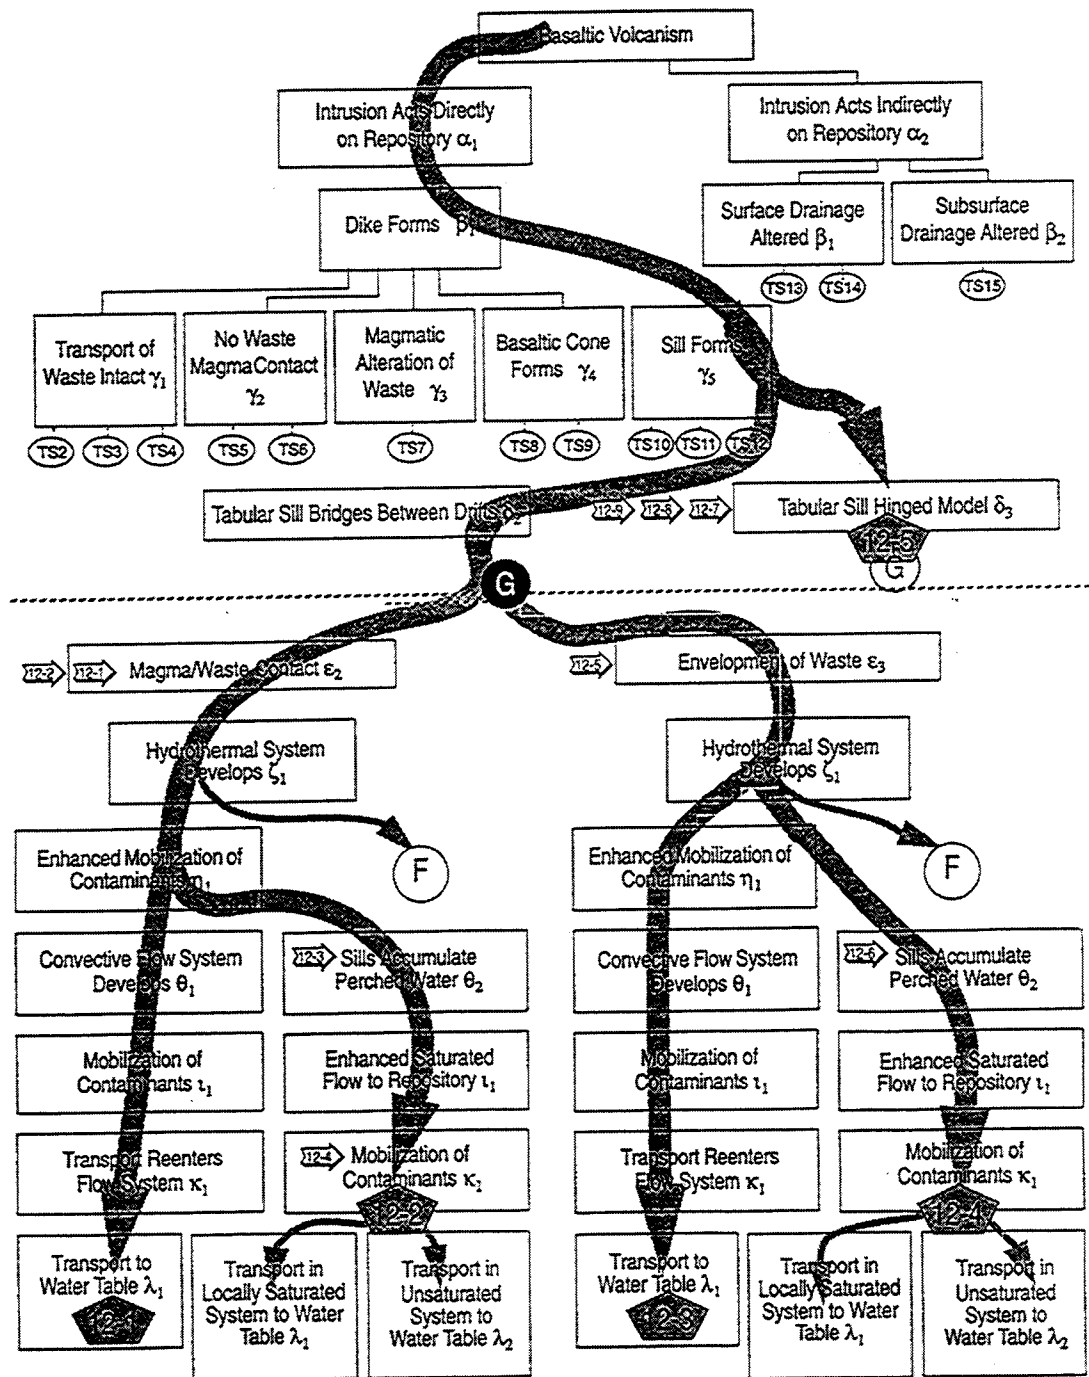 Basaltic Volcanism
Intrusion Acts Directly
on Repository α₁
Intrusion Acts Indirectly
on Repository α₂
Dike Forms β₁
Surface Drainage
Altered β₁
Subsurface
Drainage Altered β₂
TS13
TS14
TS15
Transport of
Waste Intact γ₁
No Waste
Magma Contact
γ₂
Magmatic
Alteration of
Waste γ₃
Basaltic Cone
Forms γ₄
Sill Forms
γ₅
TS2
TS3
TS4
TS5
TS6
TS7
TS8
TS9
TS10
TS11
TS12
Tabular Sill Bridges Between Drifts δ₂
12-9
12-8
12-7
Tabular Sill Hinged Model δ₃
12-5
G
G
12-2
12-1
Magma/Waste Contact ε₂
12-5
Envelopment of Waste ε₃
Hydrothermal System
Develops ζ₁
Hydrothermal System
Develops ζ₁
Enhanced Mobilization of
Contaminants η₁
F
Enhanced Mobilization of
Contaminants η₁
F
Convective Flow System
Develops θ₁
12-3
Sills Accumulate
Perched Water θ₂
Convective Flow System
Develops θ₁
12-6
Sills Accumulate
Perched Water θ₂
Mobilization of
Contaminants ι₁
Enhanced Saturated
Flow to Repository ι₁
Mobilization of
Contaminants ι₁
Enhanced Saturated
Flow to Repository ι₁
Transport Reenters
Flow System κ₁
12-4
Mobilization of
Contaminants κ₁
Transport Reenters
Flow System κ₁
Mobilization of
Contaminants κ₁
12-2
12-4
Transport to
Water Table λ₁
12-1
Transport in
Locally Saturated
System to Water
Table λ₁
Transport in
Unsaturated
System to
Water Table λ₂
Transport to
Water Table λ₁
12-3
Transport in
Locally Saturated
System to Water
Table λ₁
Transport in
Unsaturated
System to
Water Table λ₂